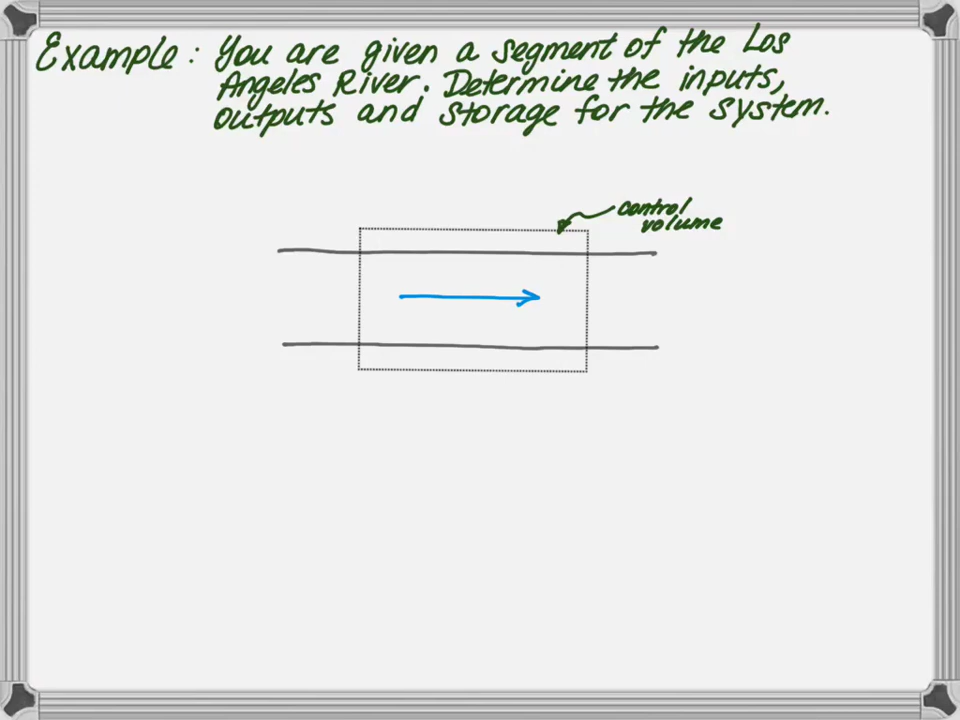 Example: You are given a segment of the Los
Angeles River. Determine the inputs,
outputs and storage for the system.
control
volume